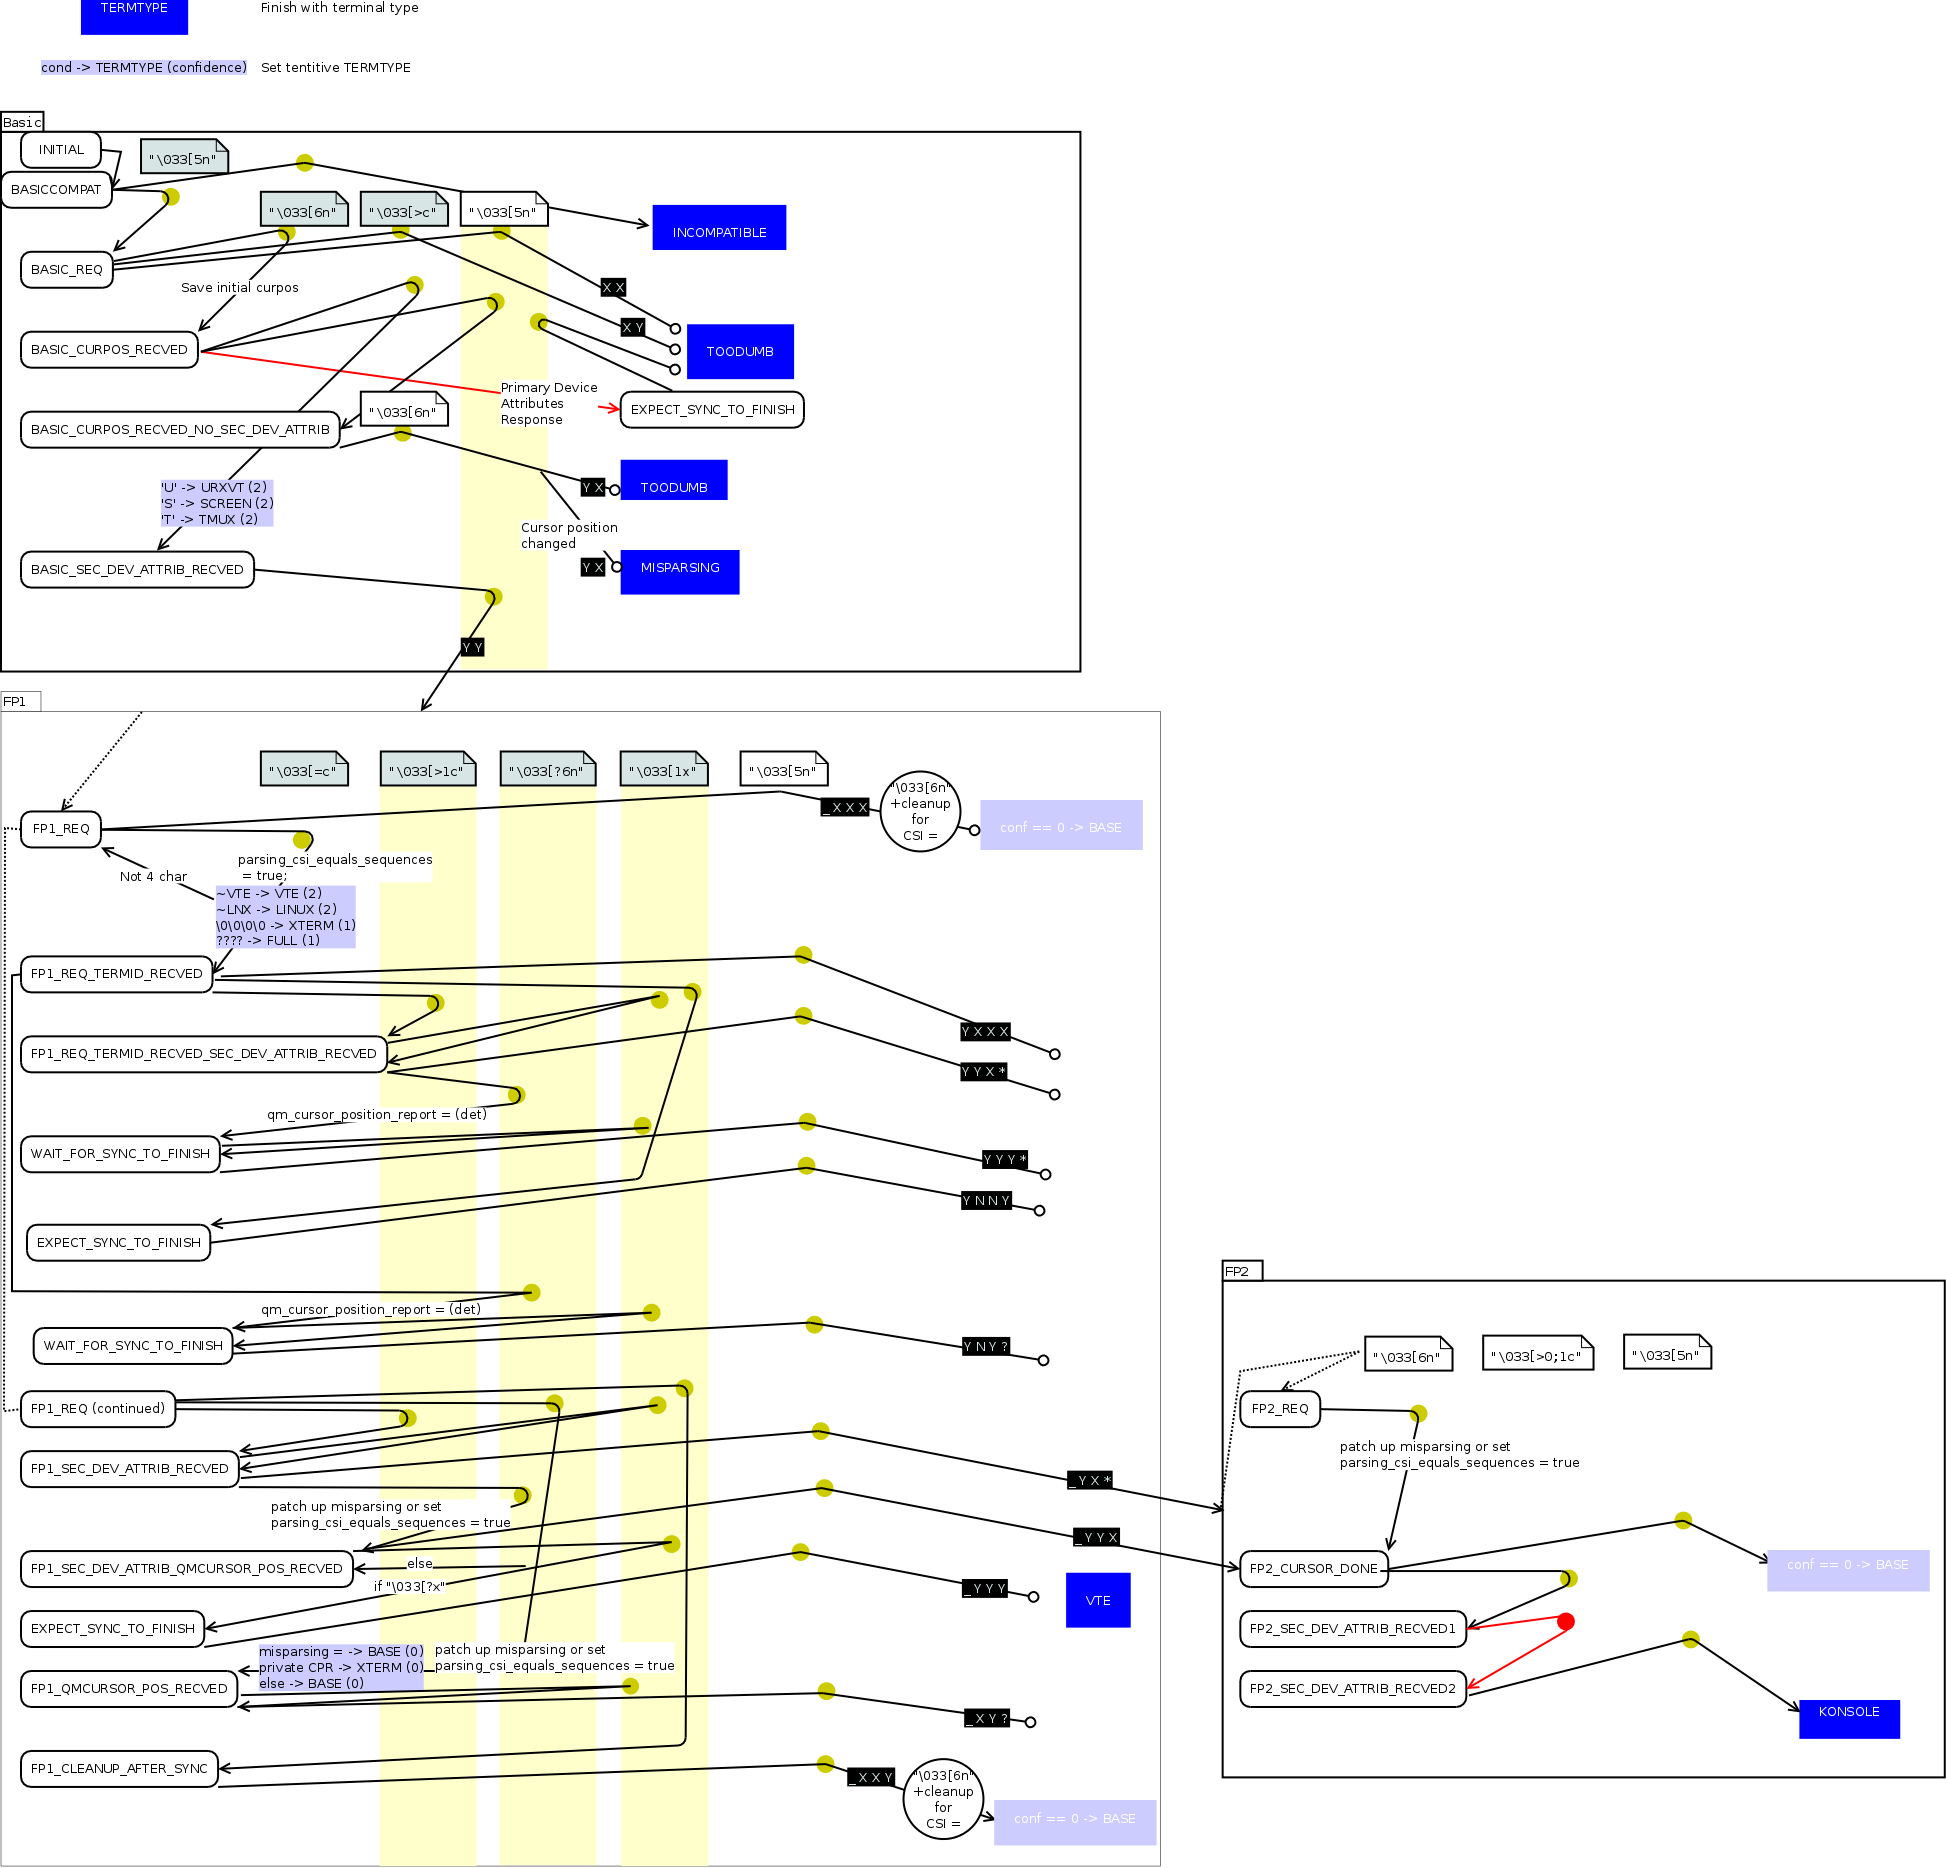 TERMTYPE
Finish with terminal type
cond -> TERMTYPE (confidence)
Set tentitive TERMTYPE
Basic
INITIAL
"\033[5n"
BASICCOMPAT
"\033[6n"
"\033[>c"
"\033[5n"
INCOMPATIBLE
BASIC_REQ
Save initial curpos
X X
X Y
BASIC_CURPOS_RECVED
TOODUMB
Primary Device
Attributes
Response
EXPECT_SYNC_TO_FINISH
"\033[6n"
BASIC_CURPOS_RECVED_NO_SEC_DEV_ATTRIB
'U' -> URXVT (2)
'S' -> SCREEN (2)
'T' -> TMUX (2)
Y X
TOODUMB
Cursor position
changed
Y X
MISPARSING
BASIC_SEC_DEV_ATTRIB_RECVED
Y Y
FP1
"\033[=c"
"\033[>1c"
"\033[?6n"
"\033[1x"
"\033[5n"
FP1_REQ
_X X X
"\033[6n"
+cleanup
for
CSI =
conf == 0 -> BASE
parsing_csi_equals_sequences
= true;
Not 4 char
~VTE -> VTE (2)
~LNX -> LINUX (2)
\0\0\0\0 -> XTERM (1)
???? -> FULL (1)
FP1_REQ_TERMID_RECVED
Y X X X
FP1_REQ_TERMID_RECVED_SEC_DEV_ATTRIB_RECVED
Y Y X *
qm_cursor_position_report = (det)
WAIT_FOR_SYNC_TO_FINISH
Y Y Y *
Y N N Y
EXPECT_SYNC_TO_FINISH
qm_cursor_position_report = (det)
WAIT_FOR_SYNC_TO_FINISH
Y N Y ?
FP1_REQ (continued)
FP1_SEC_DEV_ATTRIB_RECVED
_Y X *
patch up misparsing or set
parsing_csi_equals_sequences = true
_Y Y X
FP1_SEC_DEV_ATTRIB_QMCURSOR_POS_RECVED
else
if "\033[?x"
_Y Y Y
VTE
EXPECT_SYNC_TO_FINISH
misparsing = -> BASE (0)
private CPR -> XTERM (0)
else -> BASE (0)
patch up misparsing or set
parsing_csi_equals_sequences = true
FP1_QMCURSOR_POS_RECVED
_X Y ?
FP1_CLEANUP_AFTER_SYNC
_X X Y
"\033[6n"
+cleanup
for
CSI =
conf == 0 -> BASE
FP2
"\033[6n"
"\033[>0;1c"
"\033[5n"
FP2_REQ
patch up misparsing or set
parsing_csi_equals_sequences = true
FP2_CURSOR_DONE
conf == 0 -> BASE
FP2_SEC_DEV_ATTRIB_RECVED1
FP2_SEC_DEV_ATTRIB_RECVED2
KONSOLE